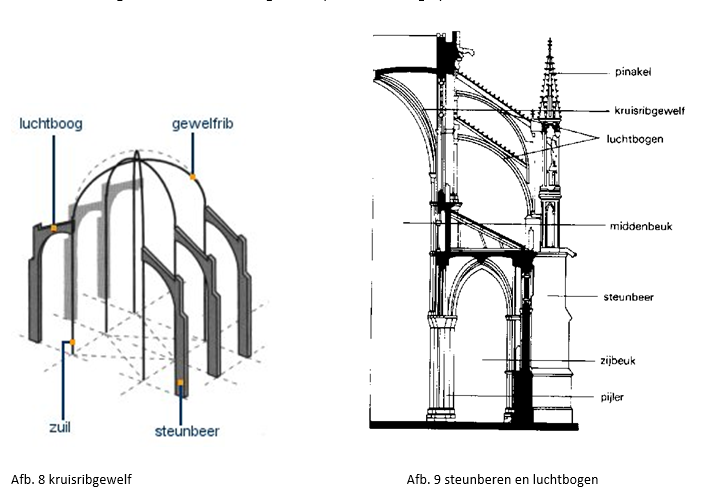 luchtboog
gewelfrib
zuil
steunbeer
pinakel
kruisribgewelf
luchtbogen
middenbeuk
steunbeer
zijbeuk
pijler
Afb. 8 kruisribgewelf
Afb. 9 steunberen en luchtbogen